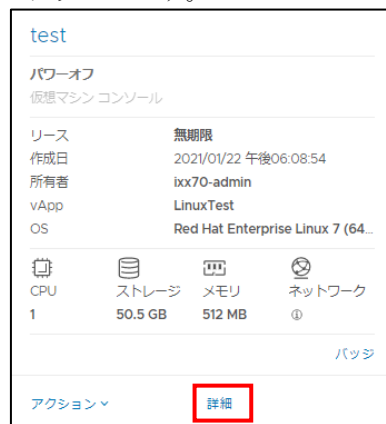 test
パワーオフ
仮想マシン コンソール
リース 無期限
作成日 2021/01/22 午後06:08:54
所有者 ixx70-admin
vApp LinuxTest
OS Red Hat Enterprise Linux 7 (64...
CPU ストレージ メモリ ネットワーク
1 50.5 GB 512 MB
バッジ
アクション 詳細